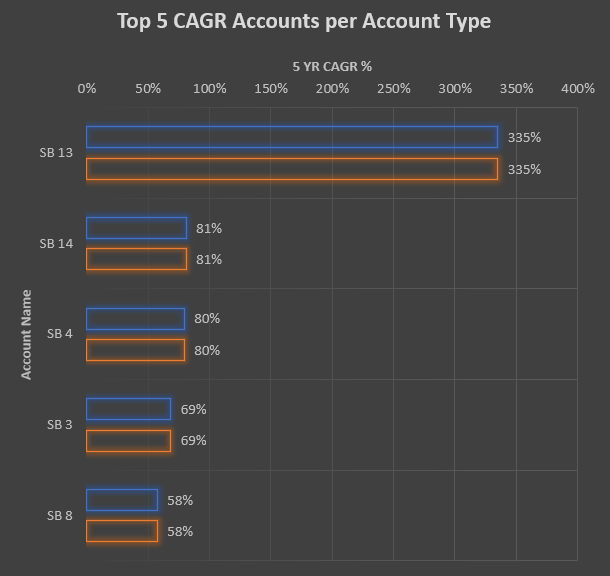 Top 5 CAGR Accounts per Account Type
5 YR CAGR %
0% 50% 100% 150% 200% 250% 300% 350% 400%
Account Name
SB 13
335%
335%
SB 14
81%
81%
SB 4
80%
80%
SB 3
69%
69%
SB 8
58%
58%